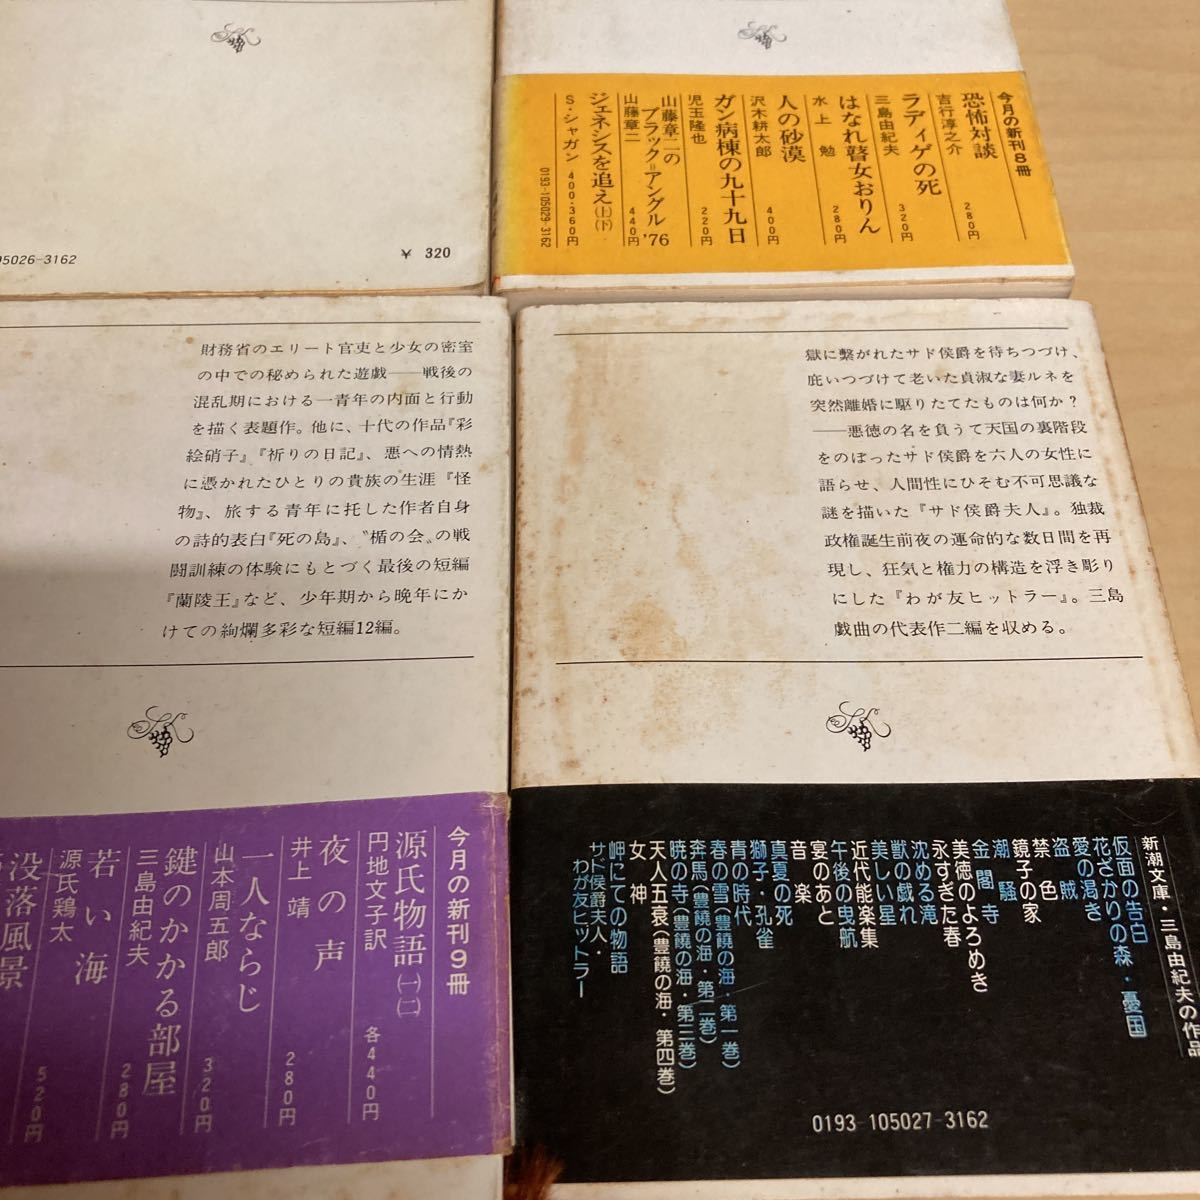 05026-3162
¥ 320
今月の新刊8冊
恐怖対談
吉行淳之介
280円
ラディゲの死
三島由紀夫
320円
はなれ瞽女おりん
水上 勉
280円
人の砂漠
沢木耕太郎
400円
ガン病棟の九十九日
児玉隆也
220円
山藤章二の
ブラック=アングル'76
山藤章二
440円
ジェネシスを追え(上)(下)
S・シャガン
400・360円
0193-105029-3162
財務省のエリート官吏と少女の密室
の中での秘められた遊戯――戦後の
混乱期における一青年の内面と行動
を描く表題作。他に、十代の作品『彩
絵硝子』『祈りの日記』、悪への情熱
に憑かれたひとりの貴族の生涯『怪
物』、旅する青年に托した作者自身
の詩的表白『死の島』、〝楯の会〟の戦
闘訓練の体験にもとづく最後の短編
『蘭陵王』など、少年期から晩年にか
けての絢爛多彩な短編12編。
今月の新刊9冊
源氏物語(一)(二)
円地文子訳
各440円
夜の声
井上 靖
280円
一人ならじ
山本周五郎
320円
鍵のかかる部屋
三島由紀夫
280円
若い海
源氏鶏太
520円
没落風景
獄に繫がれたサド侯爵を待ちつづけ、
庇いつづけて老いた貞淑な妻ルネを
突然離婚に駆りたてたものは何か?
――悪徳の名を負うて天国の裏階段
をのぼったサド侯爵を六人の女性に
語らせ、人間性にひそむ不可思議な
謎を描いた『サド侯爵夫人』。独裁
政権誕生前夜の運命的な数日間を再
現し、狂気と権力の構造を浮き彫り
にした『わが友ヒットラー』。三島
戯曲の代表作二編を収める。
新潮文庫・三島由紀夫の作品
仮面の告白
花ざかりの森・憂国
愛の渇き
盗賊
禁色
鏡子の家
潮騒
金閣寺
美徳のよろめき
永すぎた春
沈める滝
獣の戯れ
美しい星
近代能楽集
午後の曳航
宴のあと
音楽
真夏の死
獅子・孔雀
青の時代
春の雪(豊饒の海・第一巻)
奔馬(豊饒の海・第二巻)
暁の寺(豊饒の海・第三巻)
天人五衰(豊饒の海・第四巻)
女神
岬にての物語
サド侯爵夫人・
わが友ヒットラー
0193-105027-3162